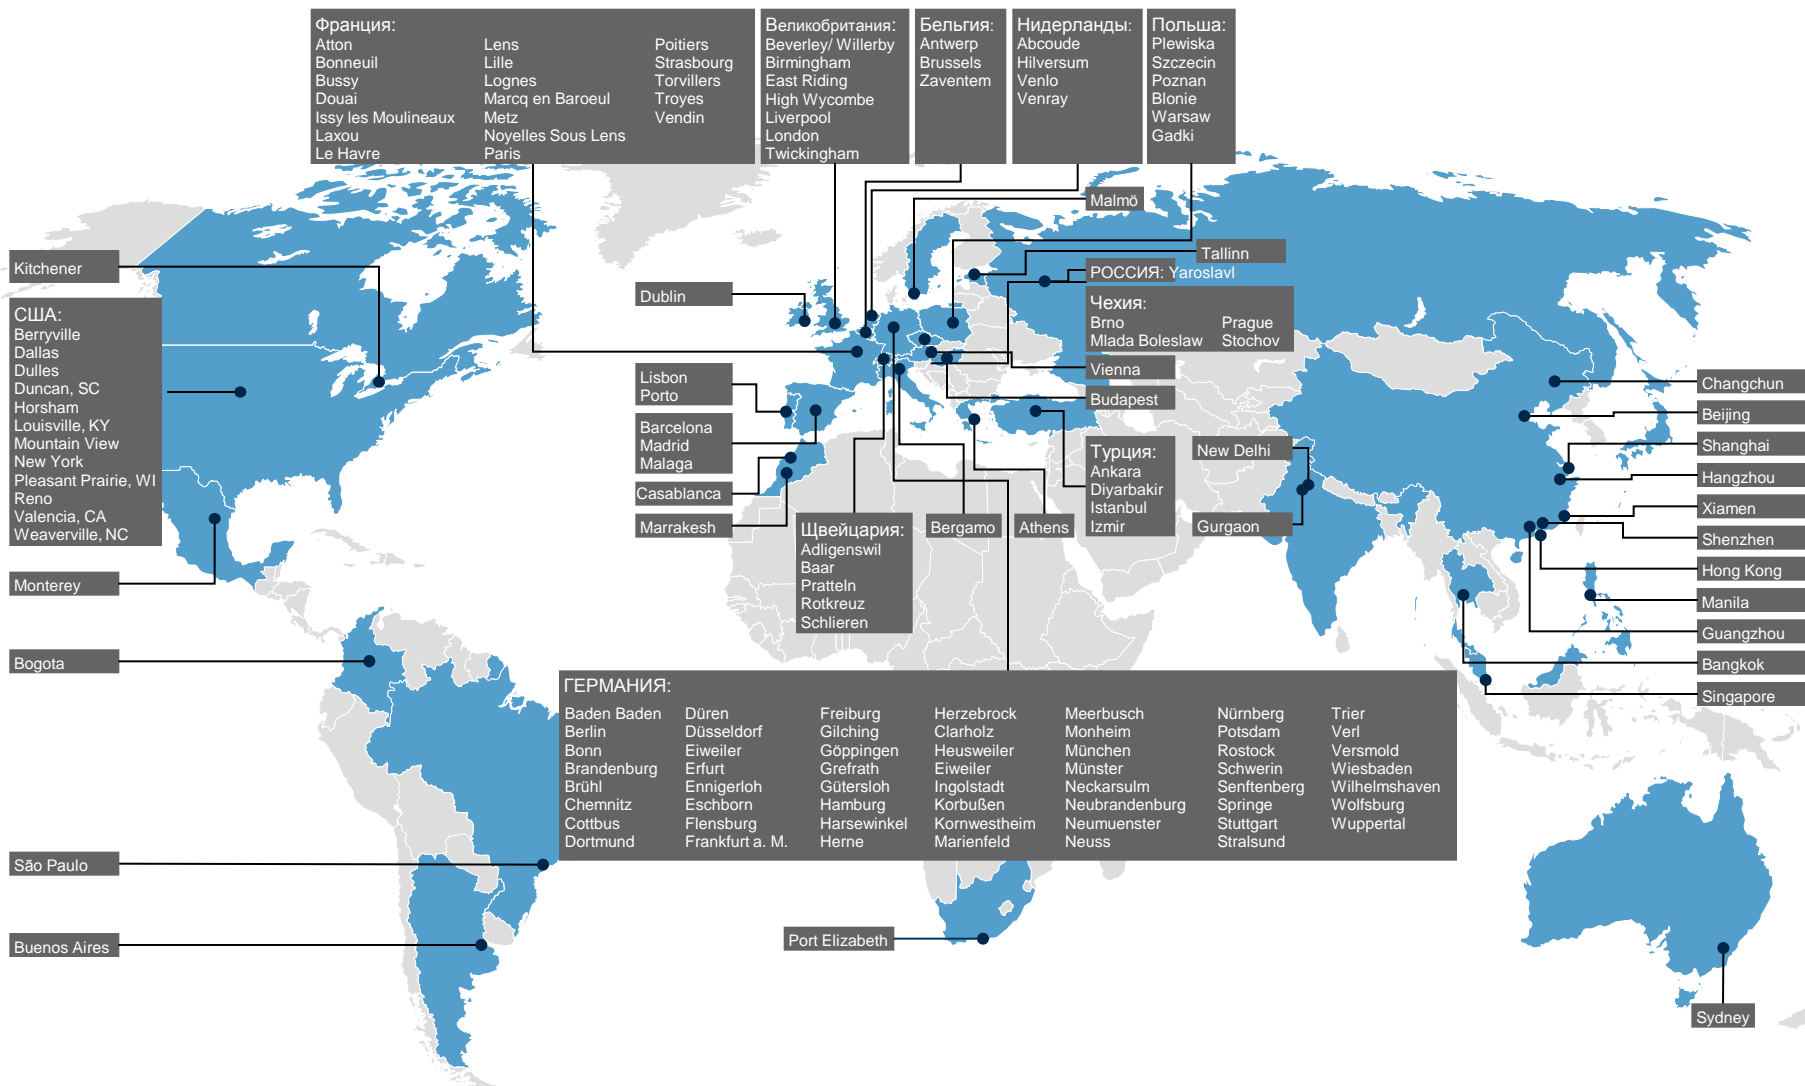 Франция:
Atton
Bonneuil
Bussy
Douai
Issy les Moulineaux
Laxou
Le Havre
Lens
Lille
Lognes
Marcq en Baroeul
Metz
Noyelles Sous Lens
Paris
Poitiers
Strasbourg
Torvillers
Troyes
Vendin
Великобритания:
Beverley/ Willerby
Birmingham
East Riding
High Wycombe
Liverpool
London
Twickingham
Бельгия:
Antwerp
Brussels
Zaventem
Нидерланды:
Abcoude
Hilversum
Venlo
Venray
Польша:
Plewiska
Szczecin
Poznan
Blonie
Warsaw
Gadki
Malmö
Tallinn
РОССИЯ: Yaroslavl
Чехия:
Brno
Mlada Boleslaw
Prague
Stochov
Vienna
Budapest
Турция:
Ankara
Diyarbakir
Istanbul
Izmir
New Delhi
Gurgaon
Kitchener
США:
Berryville
Dallas
Dulles
Duncan, SC
Horsham
Louisville, KY
Mountain View
New York
Pleasant Prairie, WI
Reno
Valencia, CA
Weaverville, NC
Monterey
Bogota
São Paulo
Buenos Aires
Dublin
Lisbon
Porto
Barcelona
Madrid
Malaga
Casablanca
Marrakesh
Щвейцария:
Adligenswil
Baar
Pratteln
Rotkreuz
Schlieren
Bergamo
Athens
Changchun
Beijing
Shanghai
Hangzhou
Xiamen
Shenzhen
Hong Kong
Manila
Guangzhou
Bangkok
Singapore
ГЕРМАНИЯ:
Baden Baden
Berlin
Bonn
Brandenburg
Brühl
Chemnitz
Cottbus
Dortmund
Düren
Düsseldorf
Eiweiler
Erfurt
Ennigerloh
Eschborn
Flensburg
Frankfurt a. M.
Freiburg
Gilching
Göppingen
Grefrath
Gütersloh
Hamburg
Harsewinkel
Herne
Herzebrock
Clarholz
Heusweiler
Eiweiler
Ingolstadt
Korbußen
Kornwestheim
Marienfeld
Meerbusch
Monheim
München
Münster
Neckarsulm
Neubrandenburg
Neumuenster
Neuss
Nürnberg
Potsdam
Rostock
Schwerin
Senftenberg
Springe
Stuttgart
Stralsund
Trier
Verl
Versmold
Wiesbaden
Wilhelmshaven
Wolfsburg
Wuppertal
Port Elizabeth
Sydney